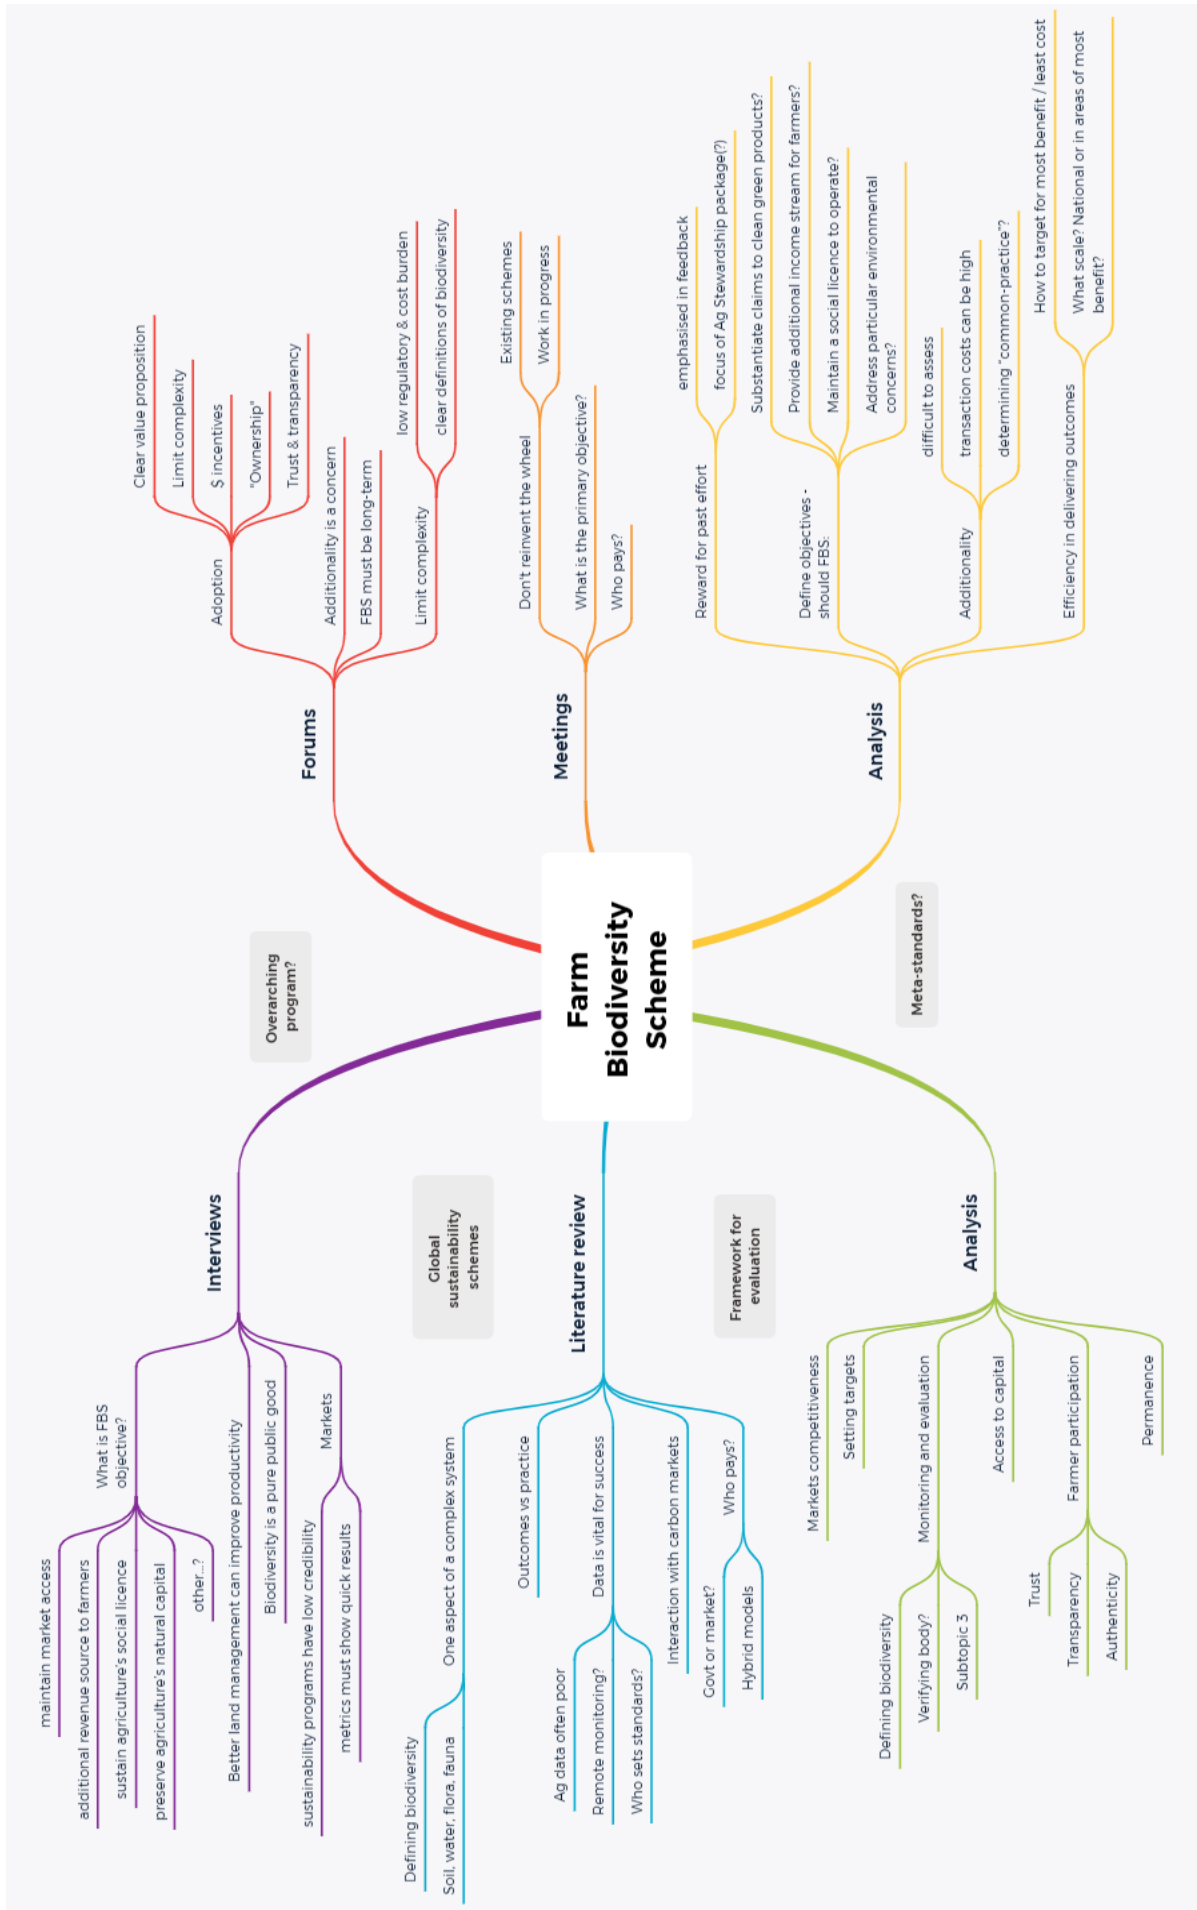 Farm
Biodiversity
Scheme
Overarching
program?
Global
sustainability
schemes
Framework for
evaluation
Meta-standards?
Interviews
What is FBS
objective?
maintain market access
additional revenue source to farmers
sustain agriculture's social licence
preserve agriculture's natural capital
other...?
Better land management can improve productivity
Biodiversity is a pure public good
Markets
sustainability programs have low credibility
metrics must show quick results
Literature review
One aspect of a complex system
Defining biodiversity
Soil, water, flora, fauna
Outcomes vs practice
Data is vital for success
Ag data often poor
Remote monitoring?
Who sets standards?
Interaction with carbon markets
Who pays?
Govt or market?
Hybrid models
Analysis
Markets competitiveness
Setting targets
Monitoring and evaluation
Defining biodiversity
Verifying body?
Subtopic 3
Access to capital
Farmer participation
Trust
Transparency
Authenticity
Permanence
Forums
Adoption
Clear value proposition
Limit complexity
$ incentives
"Ownership"
Trust & transparency
Additionality is a concern
FBS must be long-term
Limit complexity
low regulatory & cost burden
clear definitions of biodiversity
Meetings
Don't reinvent the wheel
Existing schemes
Work in progress
What is the primary objective?
Who pays?
Analysis
Reward for past effort
emphasised in feedback
focus of Ag Stewardship package(?)
Define objectives -
should FBS:
Substantiate claims to clean green products?
Provide additional income stream for farmers?
Maintain a social licence to operate?
Address particular environmental
concerns?
Additionality
difficult to assess
transaction costs can be high
determining "common-practice"?
Efficiency in delivering outcomes
How to target for most benefit / least cost
What scale? National or in areas of most
benefit?